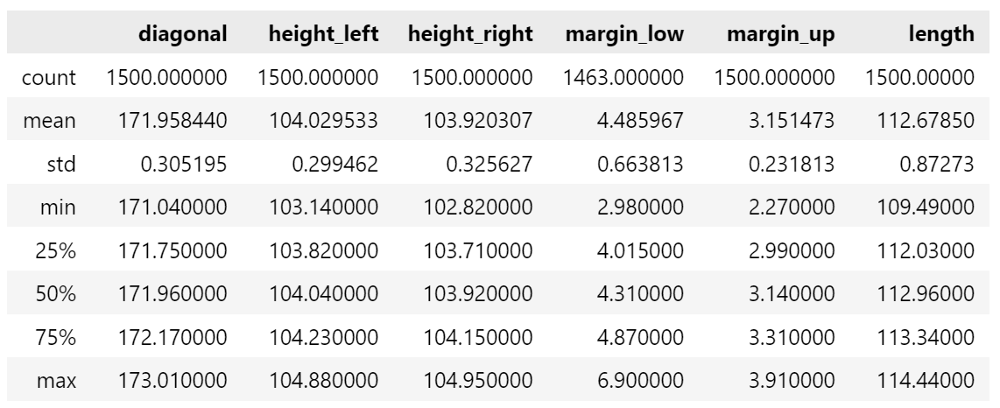 diagonal height_left height_right margin_low margin_up length
count 1500.000000 1500.000000 1500.000000 1463.000000 1500.000000 1500.00000
mean 171.958440 104.029533 103.920307 4.485967 3.151473 112.67850
std 0.305195 0.299462 0.325627 0.663813 0.231813 0.87273
min 171.040000 103.140000 102.820000 2.980000 2.270000 109.49000
25% 171.750000 103.820000 103.710000 4.015000 2.990000 112.03000
50% 171.960000 104.040000 103.920000 4.310000 3.140000 112.96000
75% 172.170000 104.230000 104.150000 4.870000 3.310000 113.34000
max 173.010000 104.880000 104.950000 6.900000 3.910000 114.44000